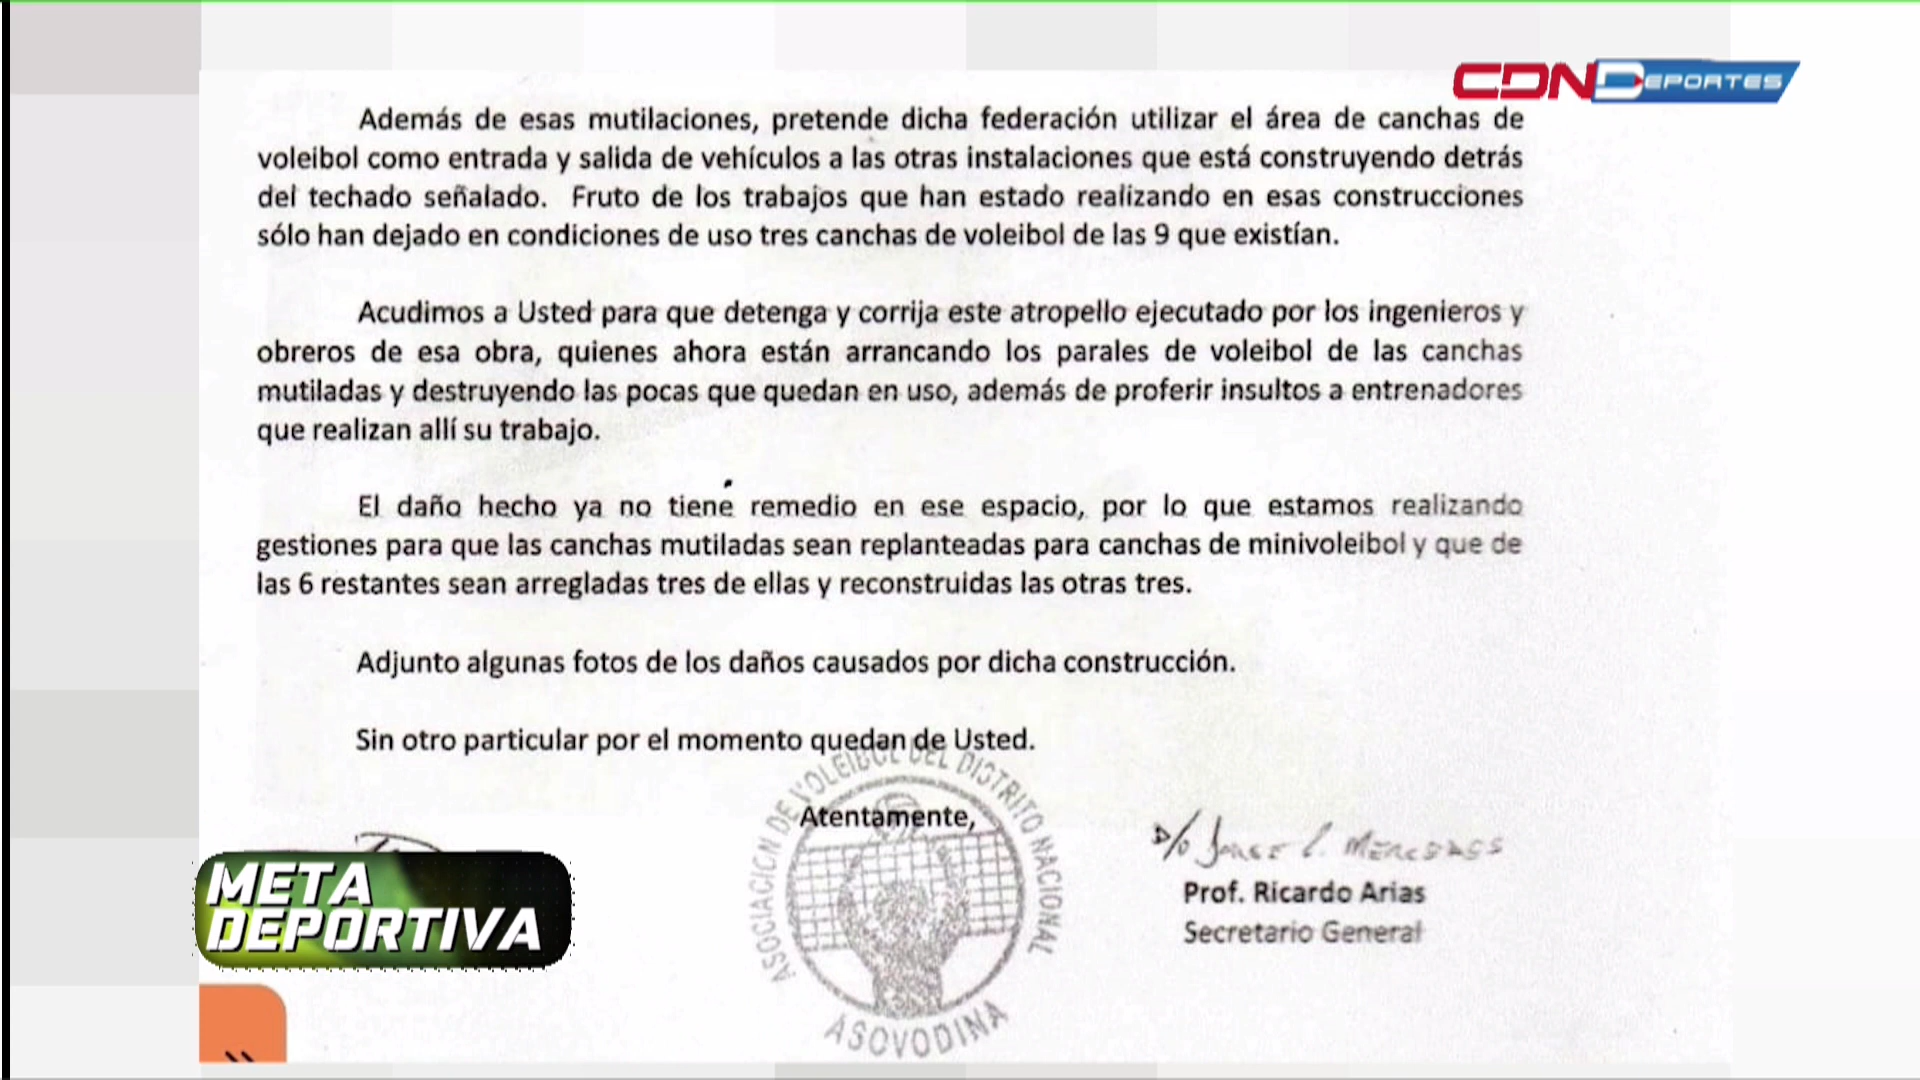 CDN DEPORTES
Además de esas mutilaciones, pretende dicha federación utilizar el área de canchas de
voleibol como entrada y salida de vehículos a las otras instalaciones que está construyendo detrás
del techado señalado. Fruto de los trabajos que han estado realizando en esas construcciones
sólo han dejado en condiciones de uso tres canchas de voleibol de las 9 que existían.
Acudimos a Usted para que detenga y corrija este atropello ejecutado por los ingenieros y
obreros de esa obra, quienes ahora están arrancando los parales de voleibol de las canchas
mutiladas y destruyendo las pocas que quedan en uso, además de proferir insultos a entrenadores
que realizan allí su trabajo.
El daño hecho ya no tiene remedio en ese espacio, por lo que estamos realizando
gestiones para que las canchas mutiladas sean replanteadas para canchas de minivoleibol y que de
las 6 restantes sean arregladas tres de ellas y reconstruidas las otras tres.
Adjunto algunas fotos de los daños causados por dicha construcción.
Sin otro particular por el momento quedan de Usted.
Atentamente,
ASOCIACION DE VOLEIBOL DEL DISTRITO NACIONAL
ASOVODINA
Prof. Ricardo Arias
Secretario General
META
DEPORTIVA